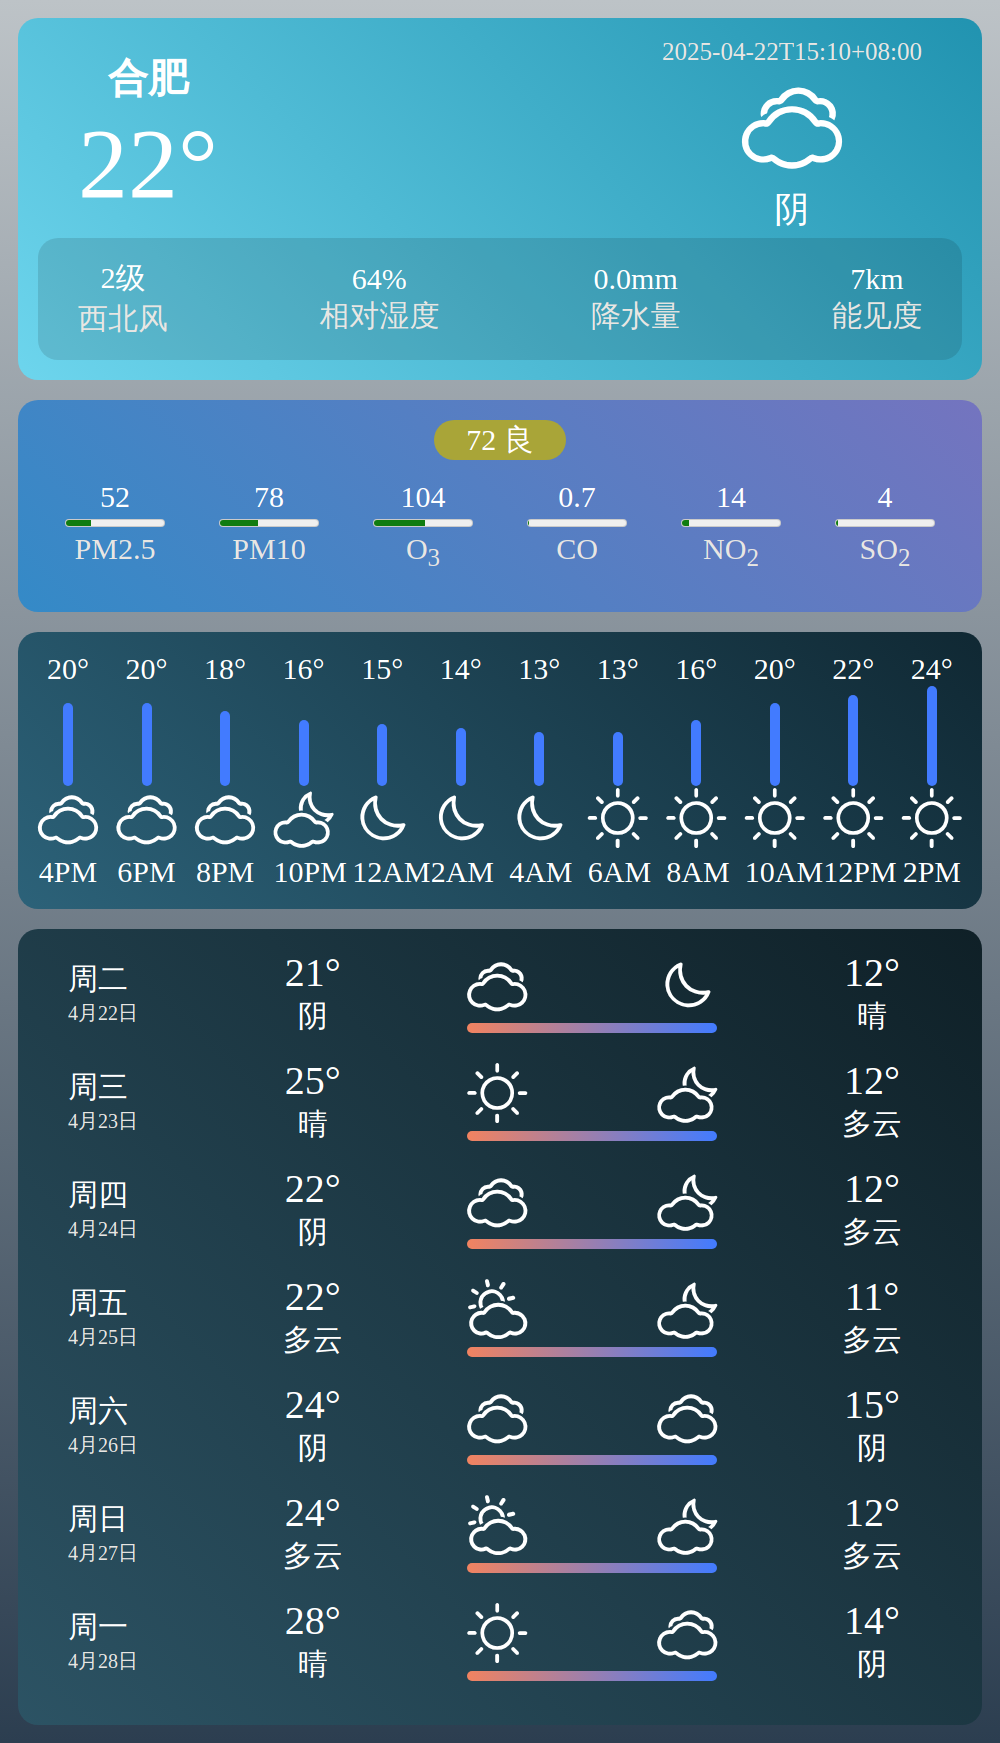 合肥
2025-04-22T15:10+08:00
22°
阴
2级 64% 0.0mm 7km
西北风 相对湿度 降水量 能见度
72 良
52 78 104 0.7 14 4
PM2.5 PM10 O3 CO NO2 SO2
20° 20° 18° 16° 15° 14° 13° 13° 16° 20° 22° 24°
4PM 6PM 8PM 10PM 12AM 2AM 4AM 6AM 8AM 10AM 12PM 2PM
周二 21° 12°
4月22日 阴 晴
周三 25° 12°
4月23日 晴 多云
周四 22° 12°
4月24日 阴 多云
周五 22° 11°
4月25日 多云 多云
周六 24° 15°
4月26日 阴 阴
周日 24° 12°
4月27日 多云 多云
周一 28° 14°
4月28日 晴 阴